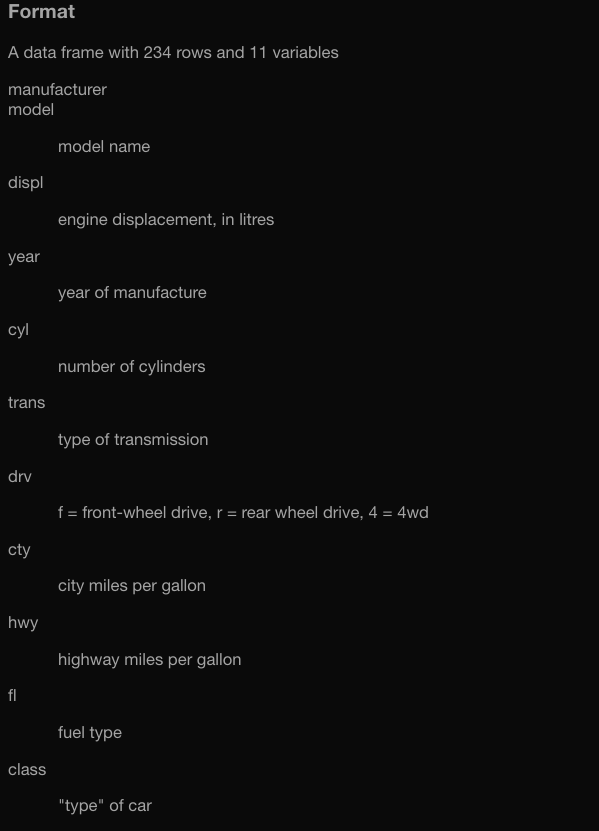 Format
A data frame with 234 rows and 11 variables
manufacturer
model
model name
displ
engine displacement, in litres
year
year of manufacture
cyl
number of cylinders
trans
type of transmission
drv
f = front-wheel drive, r = rear wheel drive, 4 = 4wd
cty
city miles per gallon
hwy
highway miles per gallon
fl
fuel type
class
"type" of car